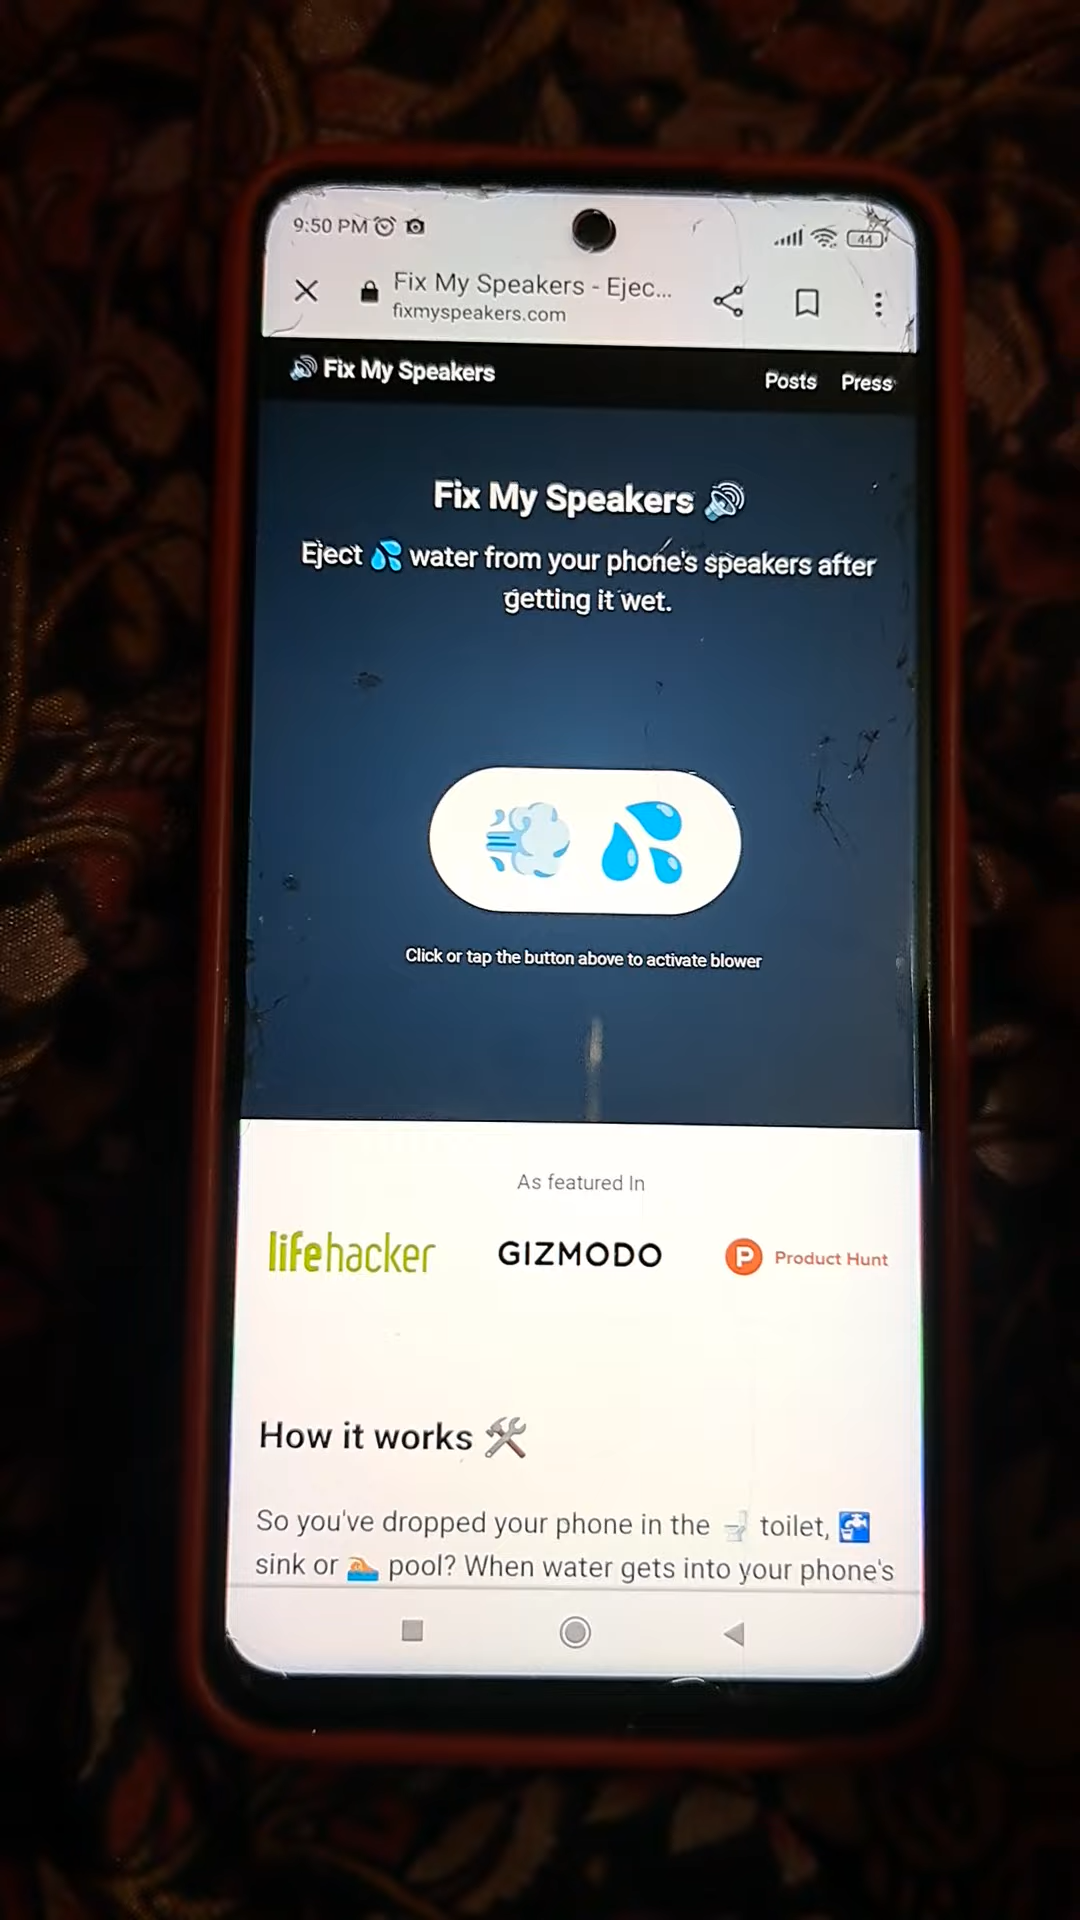 9:50 PM
44
Fix My Speakers - Ejec...
fixmyspeakers.com
Fix My Speakers
Posts Press
Fix My Speakers
Eject 💦 water from your phone's speakers after
getting it wet.
Click or tap the button above to activate blower
As featured In
lifehacker GIZMODO P Product Hunt
How it works
So you've dropped your phone in the 🚽 toilet, 🚰
sink or 🏊 pool? When water gets into your phone's